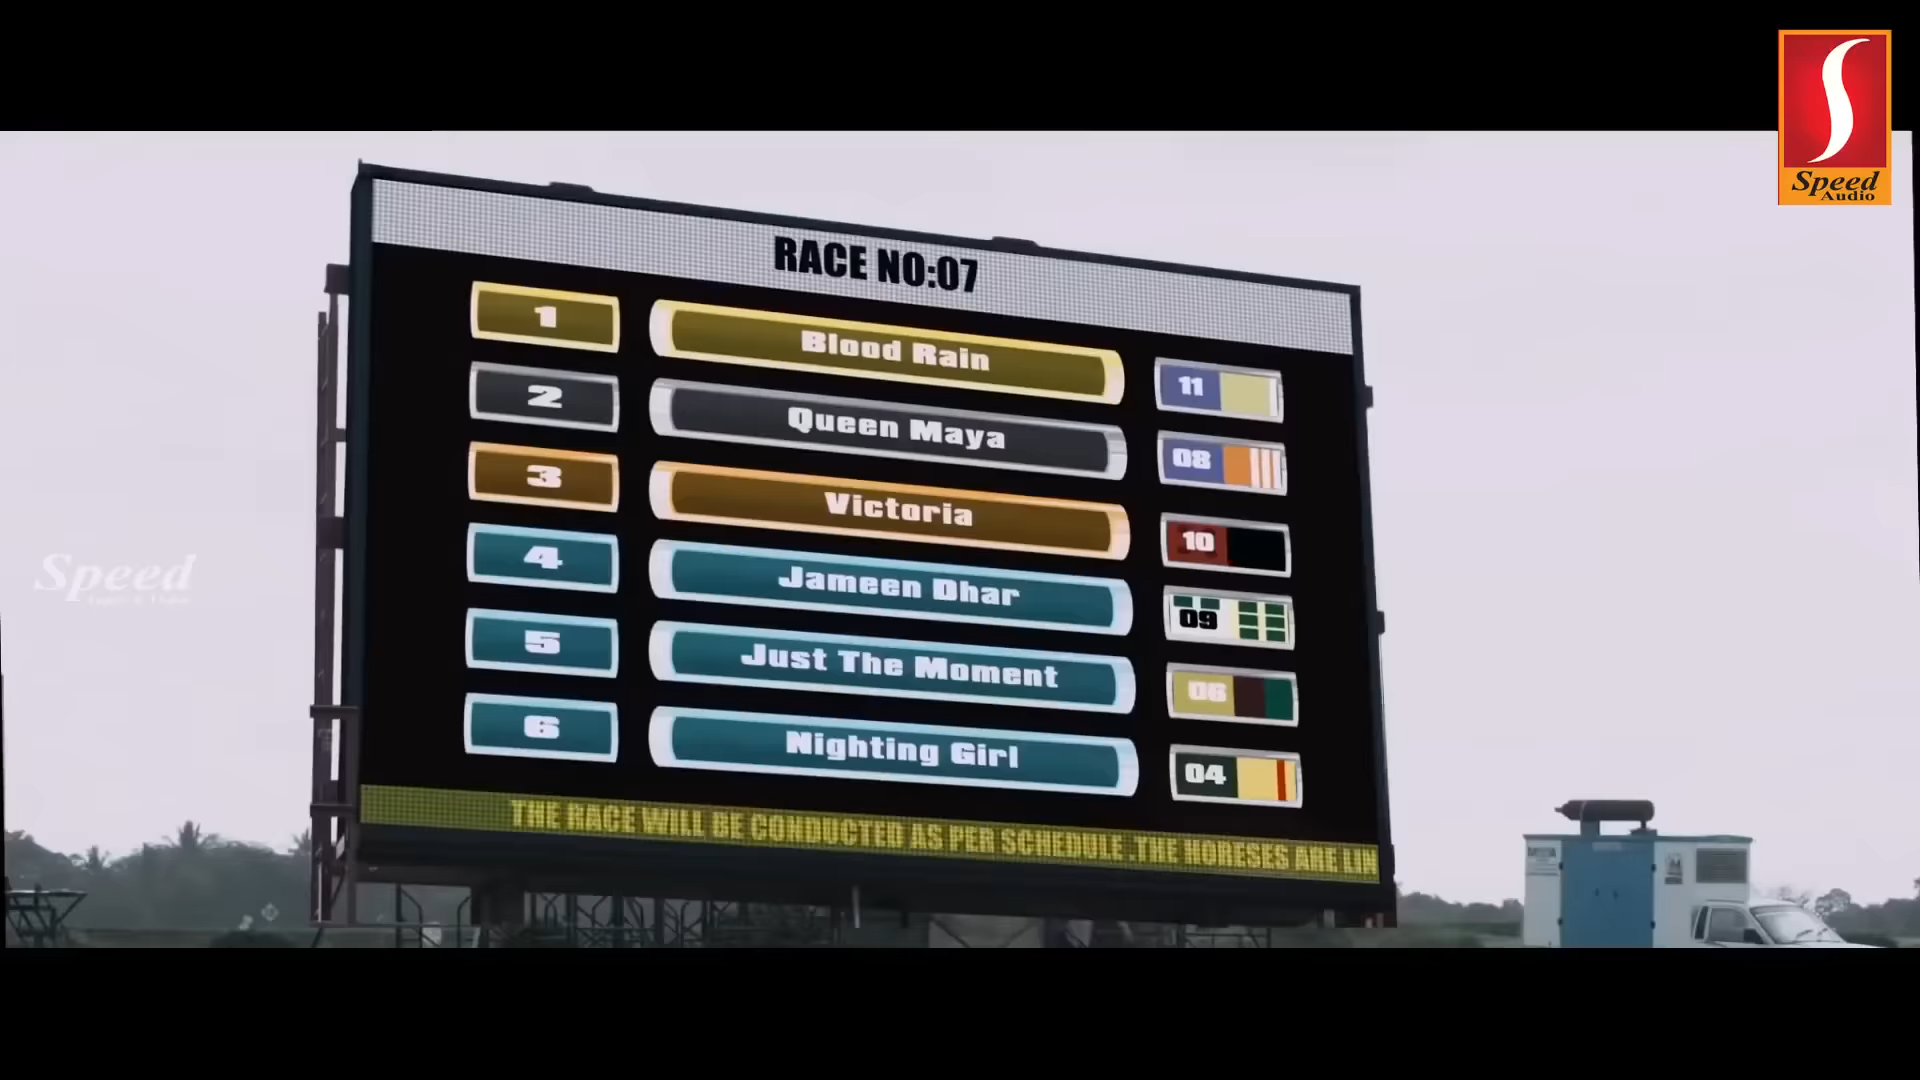 S
Speed
Audio
RACE NO:07
1 Blood Rain 11
2 Queen Maya 08
3 Victoria 10
4 Jameen Dhar 09
5 Just The Moment 06
6 Nighting Girl 04
THE RACE WILL BE CONDUCTED AS PER SCHEDULE .THE HORESES ARE LIN
Speed